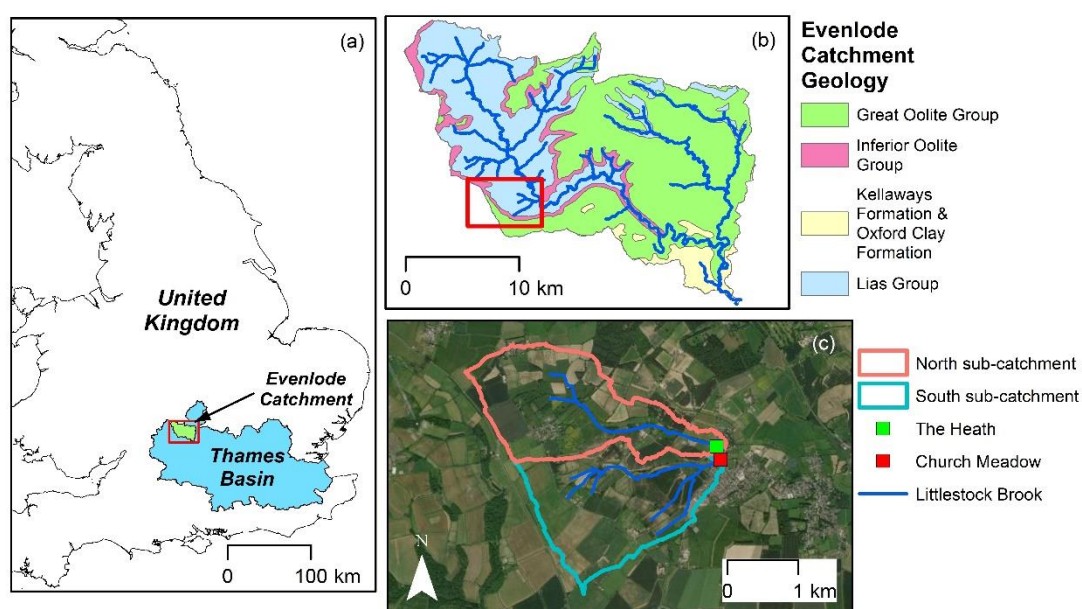 (a)
United
Kingdom
Evenlode
Catchment
Thames
Basin
0 100 km
(b)
0 10 km
Evenlode
Catchment
Geology
Great Oolite Group
Inferior Oolite
Group
Kellaways
Formation &
Oxford Clay
Formation
Lias Group
(c)
N
0 1 km
North sub-catchment
South sub-catchment
The Heath
Church Meadow
Littlestock Brook